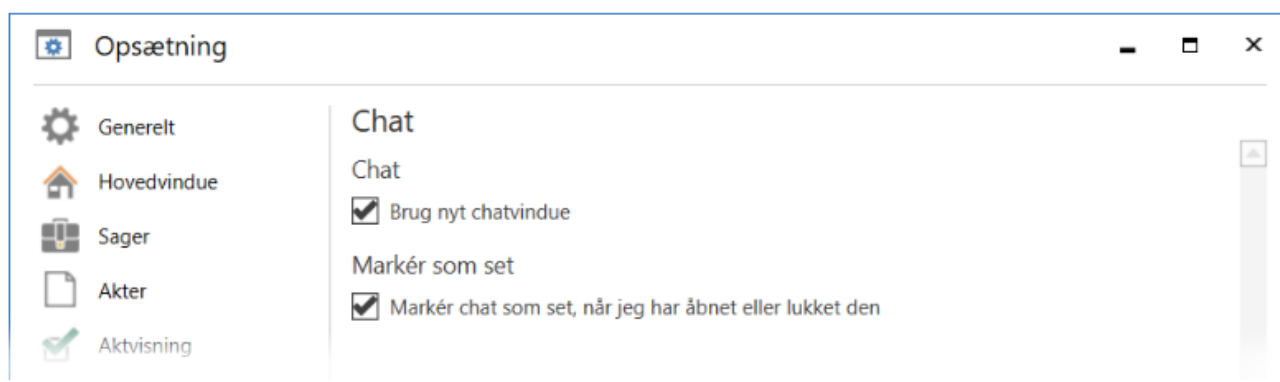 Opsætning
Generelt
Hovedvindue
Sager
Akter
Aktvisning
Chat
Chat
Brug nyt chatvindue
Markér som set
Markér chat som set, når jeg har åbnet eller lukket den